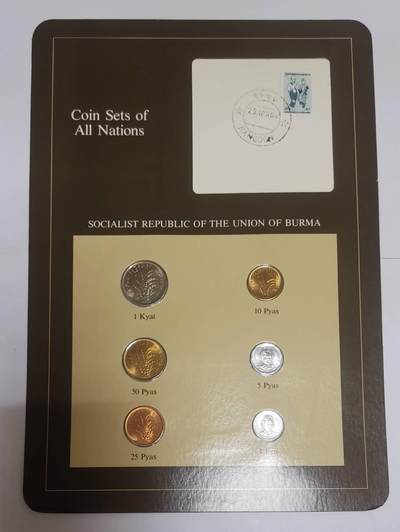 Coin Sets of
All Nations
RANGOON
SOCIALIST REPUBLIC OF THE UNION OF BURMA
1 Kyat
10 Pyas
50 Pyas
5 Pyas
25 Pyas